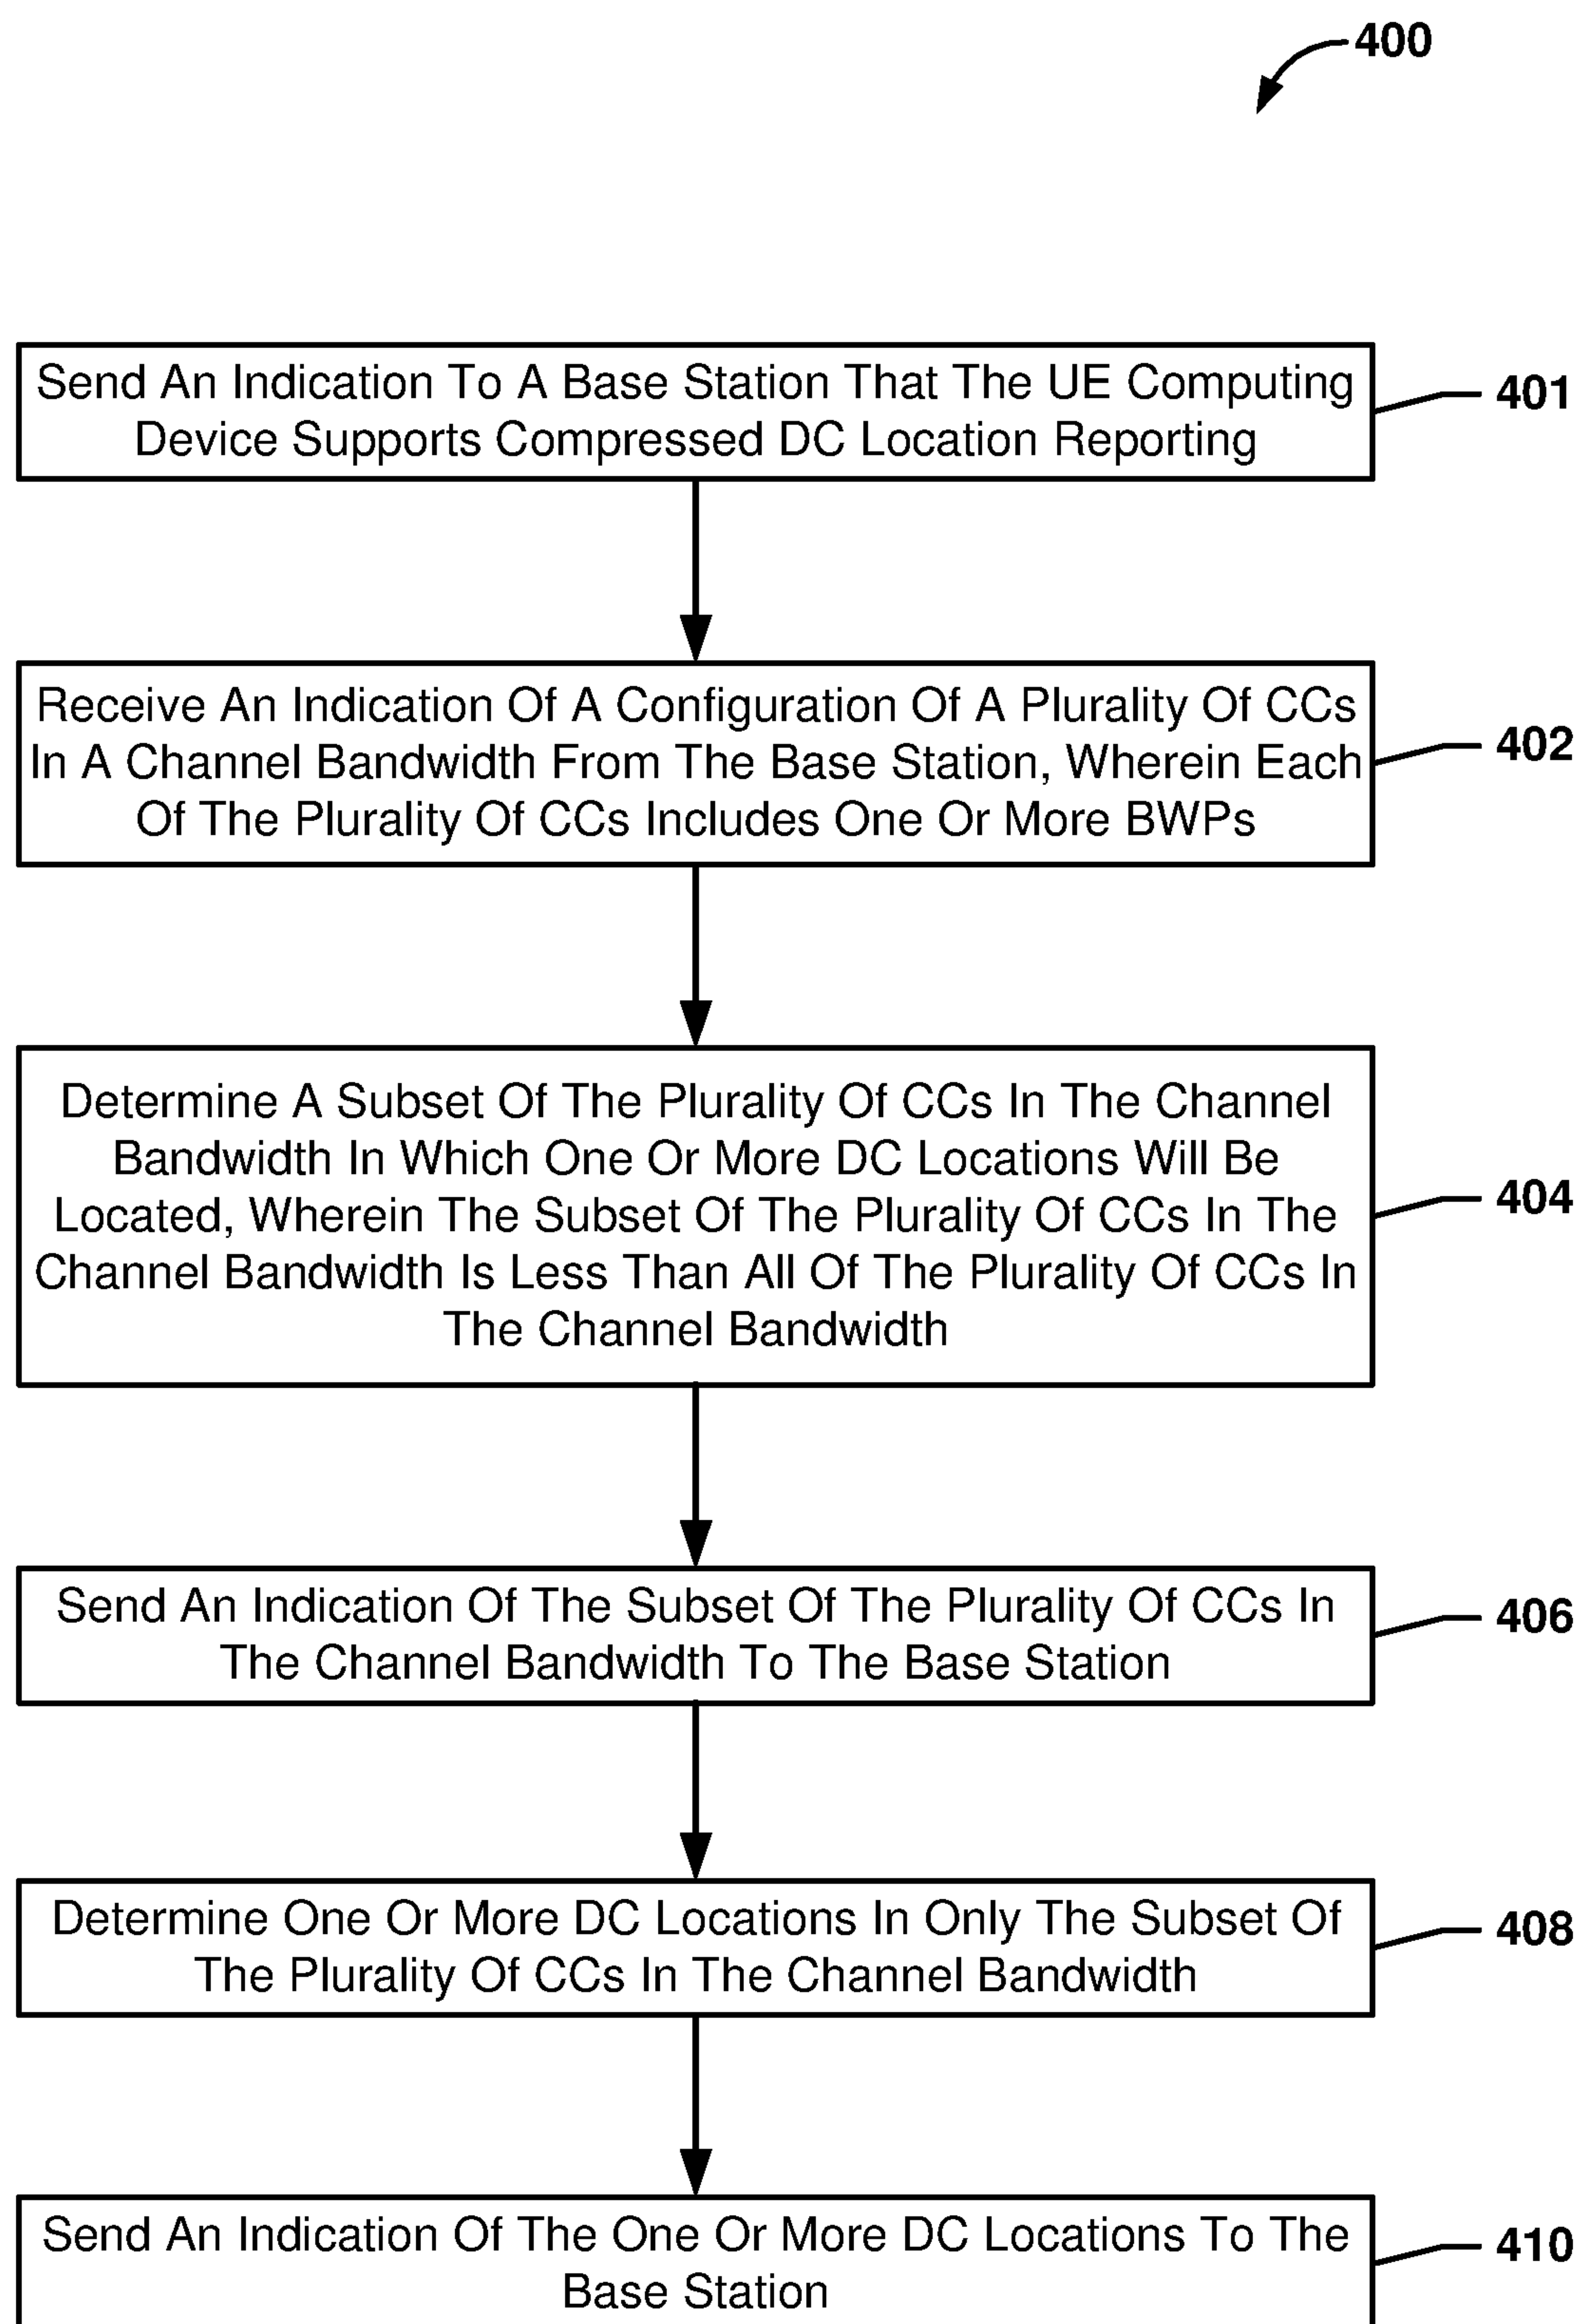 400
Send An Indication To A Base Station That The UE Computing
Device Supports Compressed DC Location Reporting
401
Receive An Indication Of A Configuration Of A Plurality Of CCs
In A Channel Bandwidth From The Base Station, Wherein Each
Of The Plurality Of CCs Includes One Or More BWPs
402
Determine A Subset Of The Plurality Of CCs In The Channel
Bandwidth In Which One Or More DC Locations Will Be
Located, Wherein The Subset Of The Plurality Of CCs In The
Channel Bandwidth Is Less Than All Of The Plurality Of CCs In
The Channel Bandwidth
404
Send An Indication Of The Subset Of The Plurality Of CCs In
The Channel Bandwidth To The Base Station
406
Determine One Or More DC Locations In Only The Subset Of
The Plurality Of CCs In The Channel Bandwidth
408
Send An Indication Of The One Or More DC Locations To The
Base Station
410